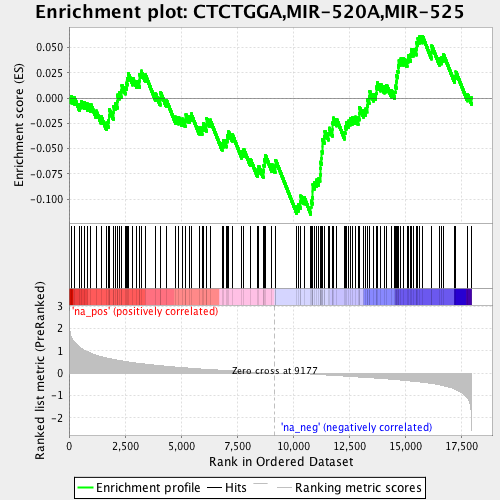 Enrichment plot: CTCTGGA,MIR-520A,MIR-525
Enrichment score (ES)
0.050
0.025
0.000
-0.025
-0.050
-0.075
-0.100
'na_pos' (positively correlated)
Ranked list metric (PreRanked)
3
2
1
0
-1
-2
Zero cross at 9177
'na_neg' (negatively correlated)
0
2,500
5,000
7,500
10,000
12,500
15,000
17,500
Rank in Ordered Dataset
Enrichment profile
Hits
Ranking metric scores